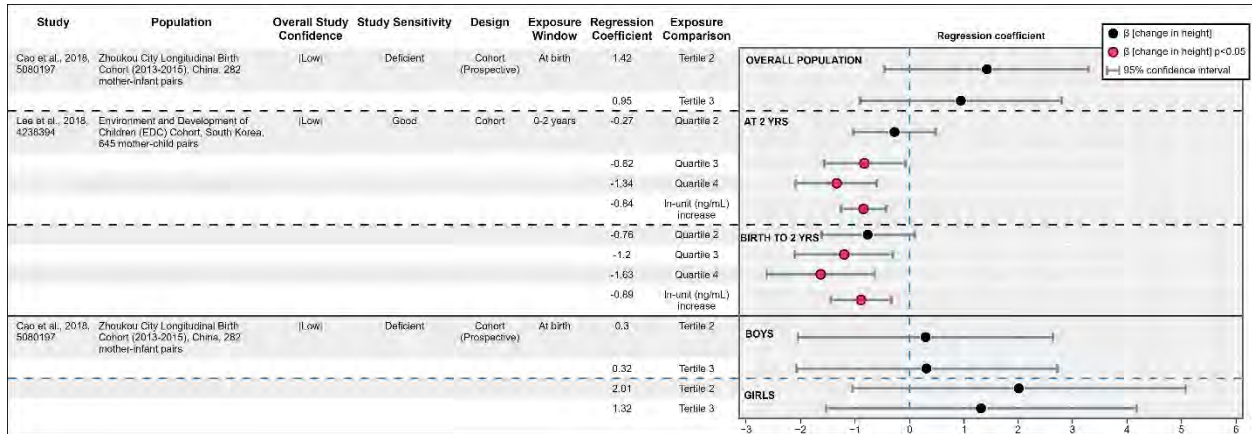 Study Population Overall Study Confidence Study Sensitivity Design Exposure Window Regression Coefficient Exposure Comparison
Regression coefficient
β [change in height]
β [change in height] p<0.05
95% confidence interval
Cao et al., 2018, 5080197 Zhoukou City Longitudinal Birth Cohort (2013-2015), China, 282 mother-infant pairs |Low| Deficient Cohort (Prospective) At birth 1.42 Tertile 2 OVERALL POPULATION
0.95 Tertile 3
Lee et al., 2018, 4238394 Environment and Development of Children (EDC) Cohort, South Korea, 645 mother-child pairs |Low| Good Cohort 0-2 years -0.27 Quartile 2 AT 2 YRS
-0.82 Quartile 3
-1.34 Quartile 4
-0.84 ln-unit (ng/mL) increase
-0.76 Quartile 2 BIRTH TO 2 YRS
-1.2 Quartile 3
-1.63 Quartile 4
-0.89 ln-unit (ng/mL) increase
Cao et al., 2018, 5080197 Zhoukou City Longitudinal Birth Cohort (2013-2015), China, 282 mother-infant pairs |Low| Deficient Cohort (Prospective) At birth 0.3 Tertile 2 BOYS
0.32 Tertile 3
2.01 Tertile 2 GIRLS
1.32 Tertile 3
−3 −2 −1 0 1 2 3 4 5 6